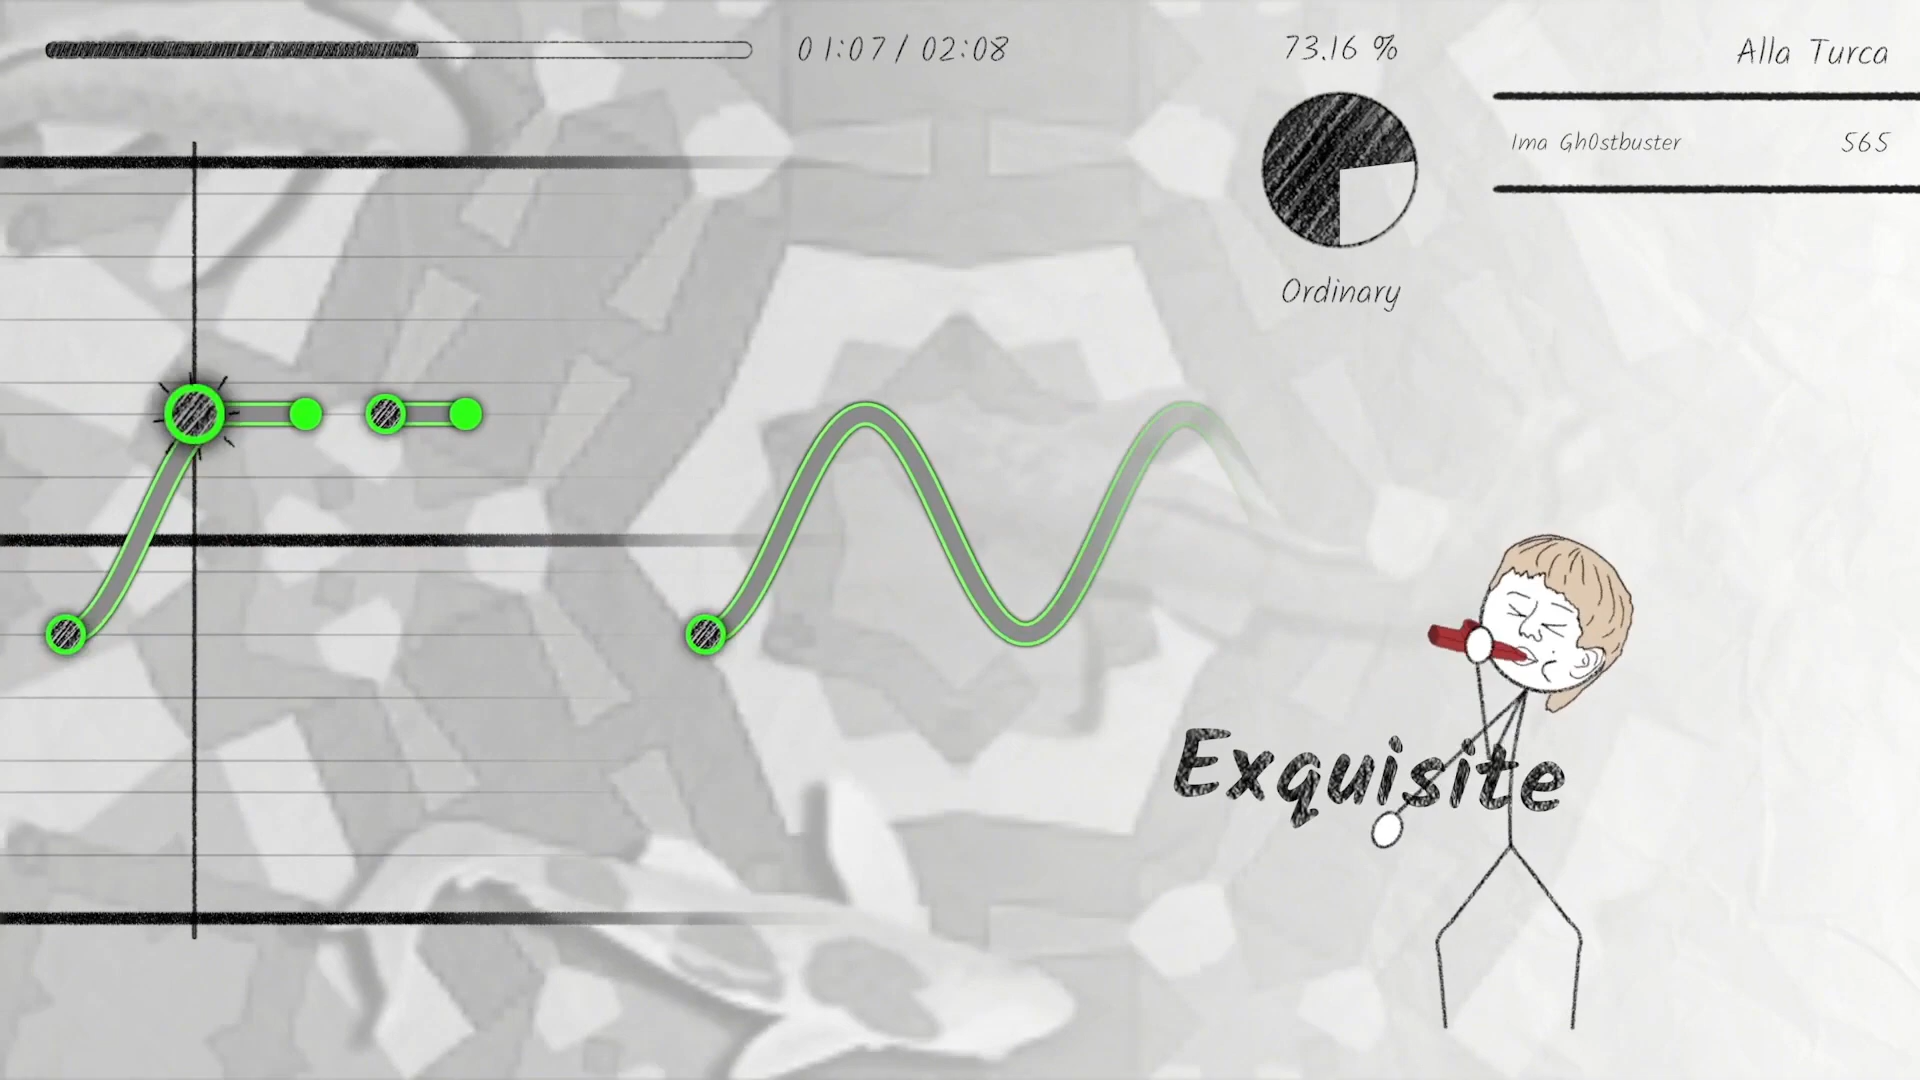 01:07 / 02:08
73.16 %
Alla Turca
Ima Gh0stbuster 565
Ordinary
Exquisite